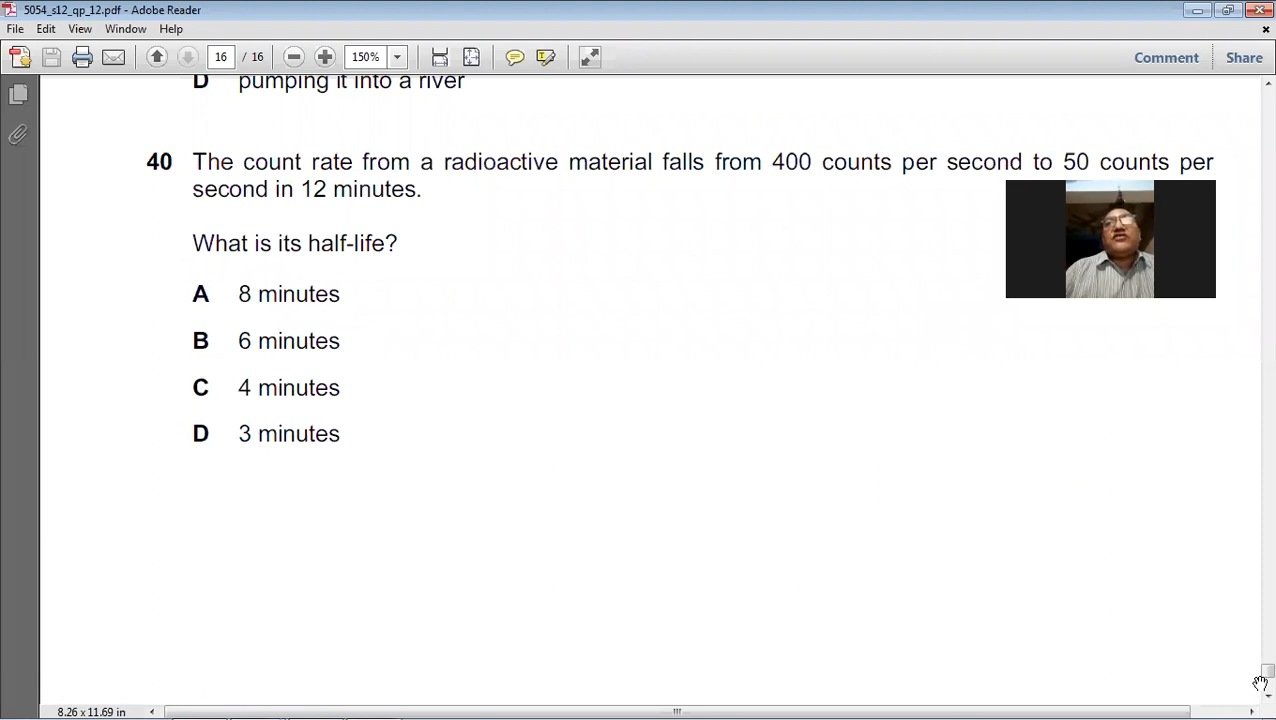 5054_s12_qp_12.pdf - Adobe Reader
File Edit View Window Help
16 / 16 150% Comment Share
D pumping it into a river
40 The count rate from a radioactive material falls from 400 counts per second to 50 counts per
second in 12 minutes.
What is its half-life?
A 8 minutes
B 6 minutes
C 4 minutes
D 3 minutes
8.26 x 11.69 in